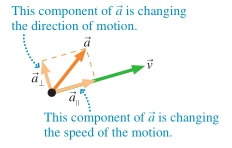 This component of a⃗ is changing
the direction of motion.
a⃗
v⃗
a⃗⊥
a⃗∥
This component of a⃗ is changing
the speed of the motion.